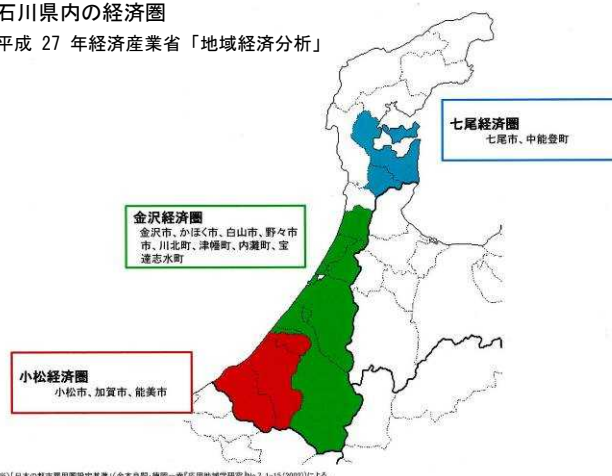 石川県内の経済圏
平成 27 年経済産業省「地域経済分析」
七尾経済圏
七尾市、中能登町
金沢経済圏
金沢市、かほく市、白山市、野々市
市、川北町、津幡町、内灘町、宝
達志水町
小松経済圏
小松市、加賀市、能美市